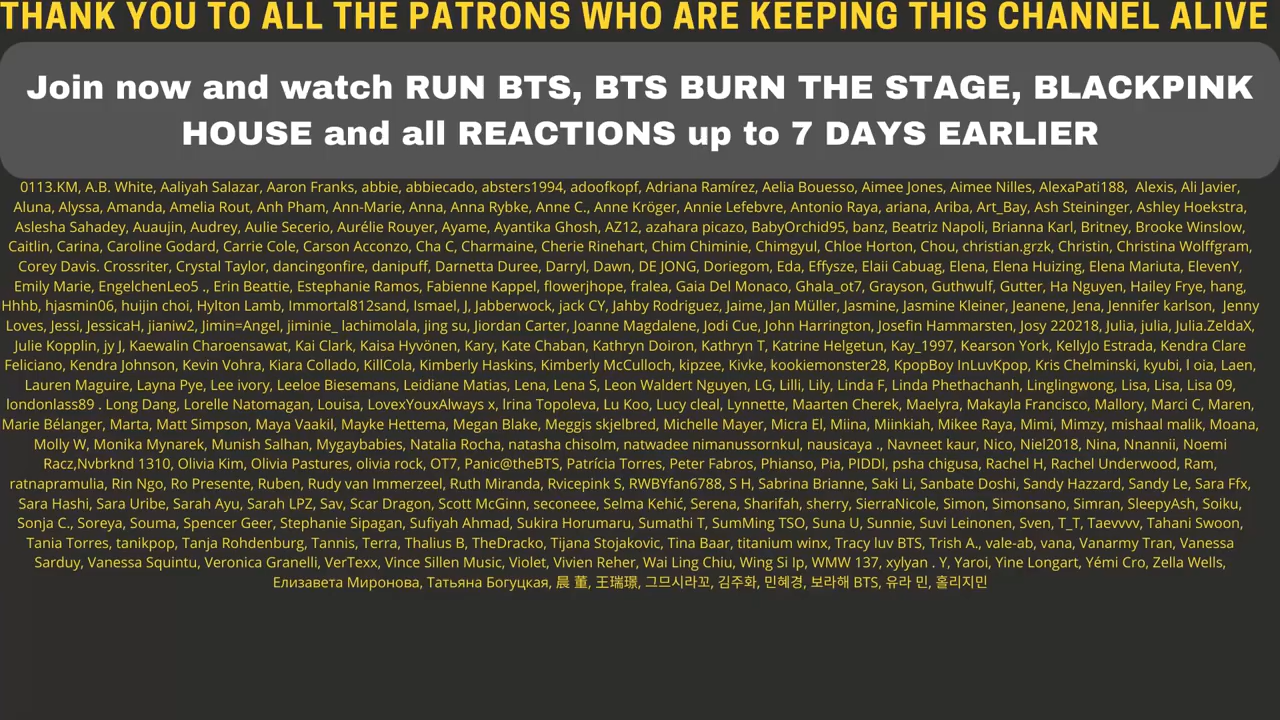 THANK YOU TO ALL THE PATRONS WHO ARE KEEPING THIS CHANNEL ALIVE
Join now and watch RUN BTS, BTS BURN THE STAGE, BLACKPINK
HOUSE and all REACTIONS up to 7 DAYS EARLIER
0113.KM, A.B. White, Aaliyah Salazar, Aaron Franks, abbie, abbiecado, absters1994, adoofkopf, Adriana Ramírez, Aelia Bouesso, Aimee Jones, Aimee Nilles, AlexaPati188, Alexis, Ali Javier,
Aluna, Alyssa, Amanda, Amelia Rout, Anh Pham, Ann-Marie, Anna, Anna Rybke, Anne C., Anne Kröger, Annie Lefebvre, Antonio Raya, ariana, Ariba, Art_Bay, Ash Steininger, Ashley Hoekstra,
Aslesha Sahadey, Auaujin, Audrey, Aulie Secerio, Aurélie Rouyer, Ayame, Ayantika Ghosh, AZ12, azahara picazo, BabyOrchid95, banz, Beatriz Napoli, Brianna Karl, Britney, Brooke Winslow,
Caitlin, Carina, Caroline Godard, Carrie Cole, Carson Acconzo, Cha C, Charmaine, Cherie Rinehart, Chim Chiminie, Chimgyul, Chloe Horton, Chou, christian.grzk, Christin, Christina Wolffgram,
Corey Davis. Crossriter, Crystal Taylor, dancingonfire, danipuff, Darnetta Duree, Darryl, Dawn, DE JONG, Doriegom, Eda, Effysze, Elaii Cabuag, Elena, Elena Huizing, Elena Mariuta, ElevenY,
Emily Marie, EngelchenLeo5 ., Erin Beattie, Estephanie Ramos, Fabienne Kappel, flowerjhope, fralea, Gaia Del Monaco, Ghala_ot7, Grayson, Guthwulf, Gutter, Ha Nguyen, Hailey Frye, hang,
Hhhb, hjasmin06, huijin choi, Hylton Lamb, Immortal812sand, Ismael, J, Jabberwock, jack CY, Jahby Rodriguez, Jaime, Jan Müller, Jasmine, Jasmine Kleiner, Jeanene, Jena, Jennifer karlson, Jenny
Loves, Jessi, JessicaH, jianiw2, Jimin=Angel, jiminie_ lachimolala, jing su, Jiordan Carter, Joanne Magdalene, Jodi Cue, John Harrington, Josefin Hammarsten, Josy 220218, Julia, julia, Julia.ZeldaX,
Julie Kopplin, jy J, Kaewalin Charoensawat, Kai Clark, Kaisa Hyvönen, Kary, Kate Chaban, Kathryn Doiron, Kathryn T, Katrine Helgetun, Kay_1997, Kearson York, KellyJo Estrada, Kendra Clare
Feliciano, Kendra Johnson, Kevin Vohra, Kiara Collado, KillCola, Kimberly Haskins, Kimberly McCulloch, kipzee, Kivke, kookiemonster28, KpopBoy InLuvKpop, Kris Chelminski, kyubi, l oia, Laen,
Lauren Maguire, Layna Pye, Lee ivory, Leeloe Biesemans, Leidiane Matias, Lena, Lena S, Leon Waldert Nguyen, LG, Lilli, Lily, Linda F, Linda Phethachanh, Linglingwong, Lisa, Lisa, Lisa 09,
londonlass89 . Long Dang, Lorelle Natomagan, Louisa, LovexYouxAlways x, lrina Topoleva, Lu Koo, Lucy cleal, Lynnette, Maarten Cherek, Maelyra, Makayla Francisco, Mallory, Marci C, Maren,
Marie Bélanger, Marta, Matt Simpson, Maya Vaakil, Mayke Hettema, Megan Blake, Meggis skjelbred, Michelle Mayer, Micra El, Miina, Miinkiah, Mikee Raya, Mimi, Mimzy, mishaal malik, Moana,
Molly W, Monika Mynarek, Munish Salhan, Mygaybabies, Natalia Rocha, natasha chisolm, natwadee nimanussornkul, nausicaya ., Navneet kaur, Nico, Niel2018, Nina, Nnannii, Noemi
Racz,Nvbrknd 1310, Olivia Kim, Olivia Pastures, olivia rock, OT7, Panic@theBTS, Patrícia Torres, Peter Fabros, Phianso, Pia, PIDDI, psha chigusa, Rachel H, Rachel Underwood, Ram,
ratnapramulia, Rin Ngo, Ro Presente, Ruben, Rudy van Immerzeel, Ruth Miranda, Rvicepink S, RWBYfan6788, S H, Sabrina Brianne, Saki Li, Sanbate Doshi, Sandy Hazzard, Sandy Le, Sara Ffx,
Sara Hashi, Sara Uribe, Sarah Ayu, Sarah LPZ, Sav, Scar Dragon, Scott McGinn, seconeee, Selma Kehić, Serena, Sharifah, sherry, SierraNicole, Simon, Simonsano, Simran, SleepyAsh, Soiku,
Sonja C., Soreya, Souma, Spencer Geer, Stephanie Sipagan, Sufiyah Ahmad, Sukira Horumaru, Sumathi T, SumMing TSO, Suna U, Sunnie, Suvi Leinonen, Sven, T_T, Taevvvv, Tahani Swoon,
Tania Torres, tanikpop, Tanja Rohdenburg, Tannis, Terra, Thalius B, TheDracko, Tijana Stojakovic, Tina Baar, titanium winx, Tracy luv BTS, Trish A., vale-ab, vana, Vanarmy Tran, Vanessa
Sarduy, Vanessa Squintu, Veronica Granelli, VerTexx, Vince Sillen Music, Violet, Vivien Reher, Wai Ling Chiu, Wing Si Ip, WMW 137, xylyan . Y, Yaroi, Yine Longart, Yémi Cro, Zella Wells,
Елизавета Миронова, Татьяна Богуцкая, 晨 董, 王瑞璟, 그므시라꼬, 김주화, 민혜경, 보라해 BTS, 유라 민, 홀리지민